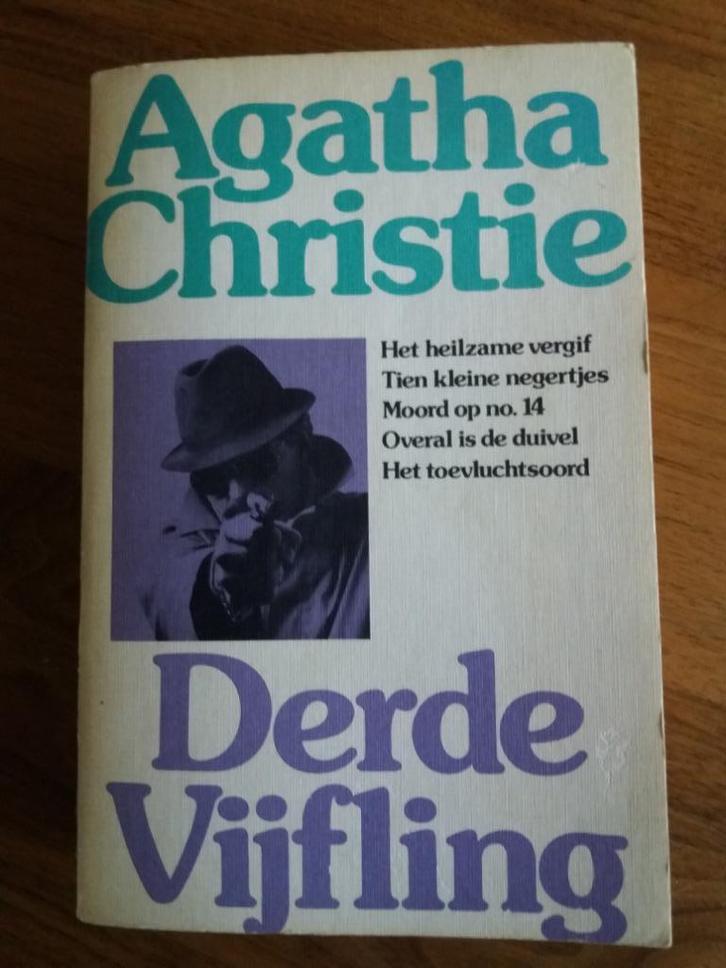 Agatha
Christie
Het heilzame vergif
Tien kleine negertjes
Moord op no. 14
Overal is de duivel
Het toevluchtsoord
Derde
Vijfling